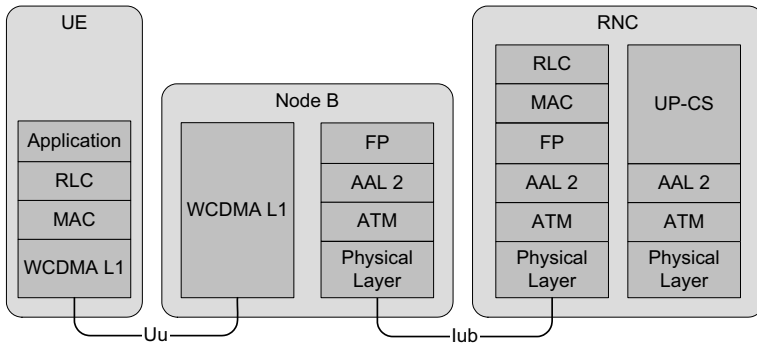 UE
Application
RLC
MAC
WCDMA L1
Node B
WCDMA L1
FP
AAL 2
ATM
Physical
Layer
RNC
RLC
MAC
FP
AAL 2
ATM
Physical
Layer
UP-CS
AAL 2
ATM
Physical
Layer
Uu
Iub